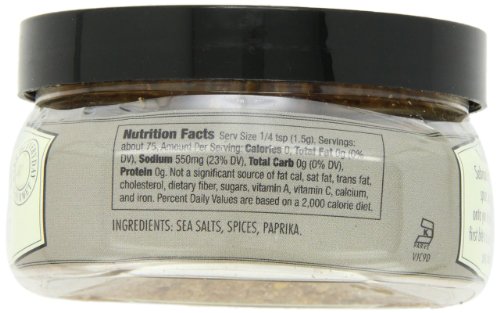 Nutrition Facts Serv Size 1/4 tsp (1.5g), Servings:
about 75, Amount Per Serving: Calories 0, Total Fat 0g (0%
DV), Sodium 550mg (23% DV), Total Carb 0g (0% DV),
Protein 0g. Not a significant source of fat cal, sat fat, trans fat,
cholesterol, dietary fiber, sugars, vitamin A, vitamin C, calcium,
and iron. Percent Daily Values are based on a 2,000 calorie diet.
INGREDIENTS: SEA SALTS, SPICES, PAPRIKA.